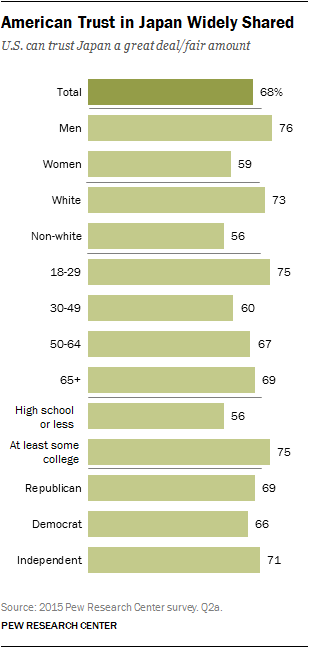 American Trust in Japan Widely Shared
U.S. can trust Japan a great deal/fair amount
Total 68%
Men 76
Women 59
White 73
Non-white 56
18-29 75
30-49 60
50-64 67
65+ 69
High school
or less 56
At least some
college 75
Republican 69
Democrat 66
Independent 71
Source: 2015 Pew Research Center survey. Q2a.
PEW RESEARCH CENTER